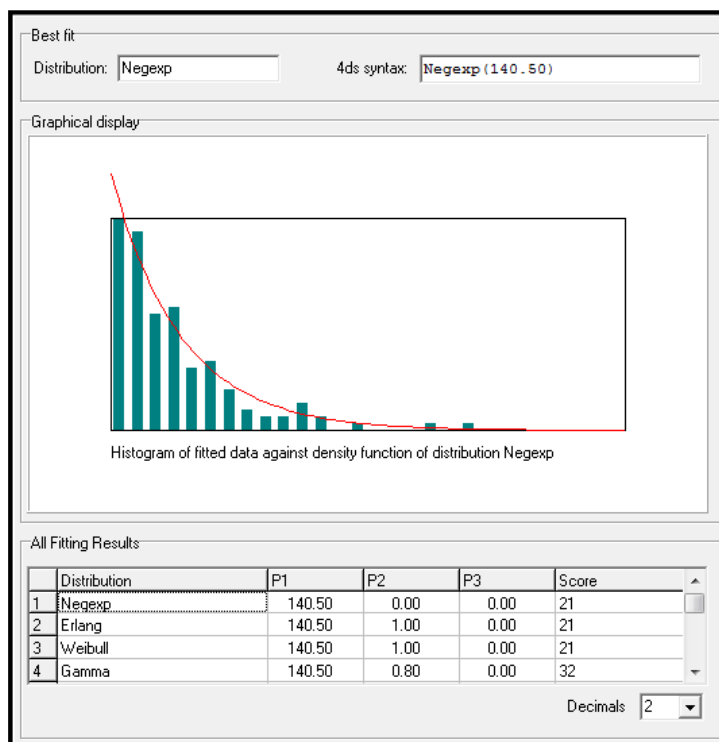 Best fit
Distribution: Negexp 4ds syntax: Negexp(140.50)
Graphical display
Histogram of fitted data against density function of distribution Negexp
All Fitting Results
Distribution P1 P2 P3 Score
1 Negexp 140.50 0.00 0.00 21
2 Erlang 140.50 1.00 0.00 21
3 Weibull 140.50 1.00 0.00 21
4 Gamma 140.50 0.80 0.00 32
Decimals 2